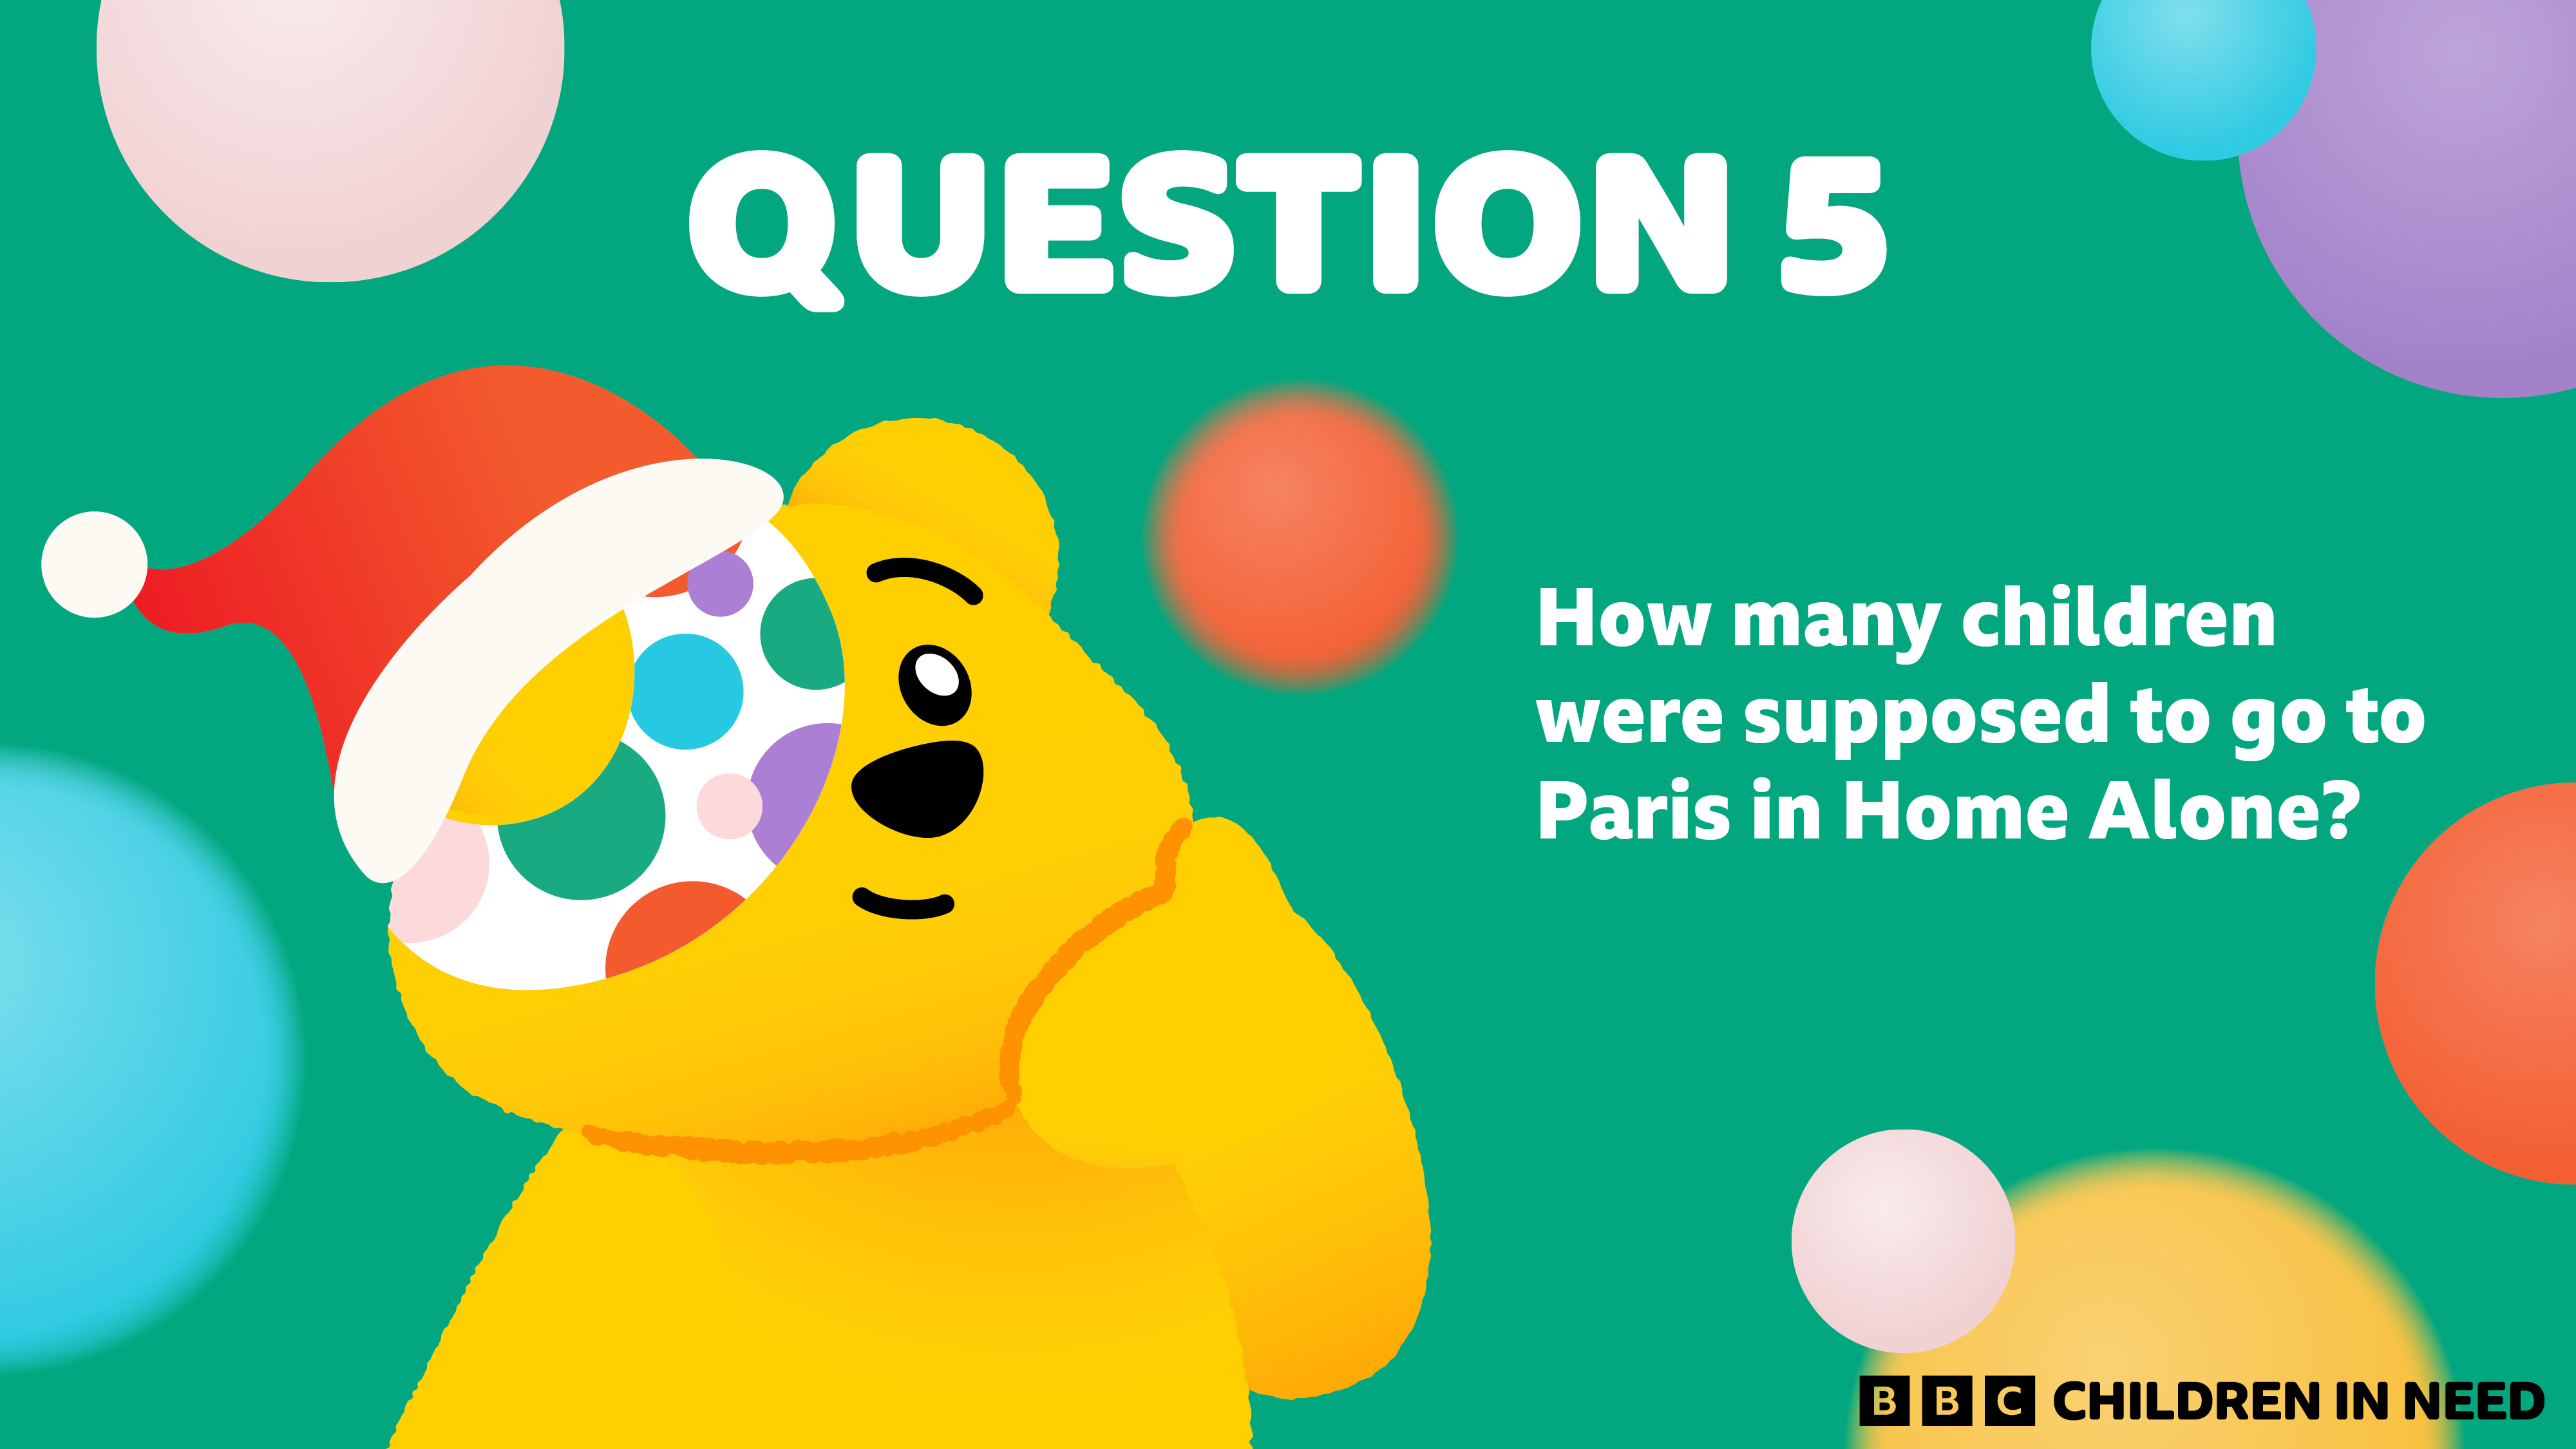 QUESTION 5
How many children
were supposed to go to
Paris in Home Alone?
BBC CHILDREN IN NEED